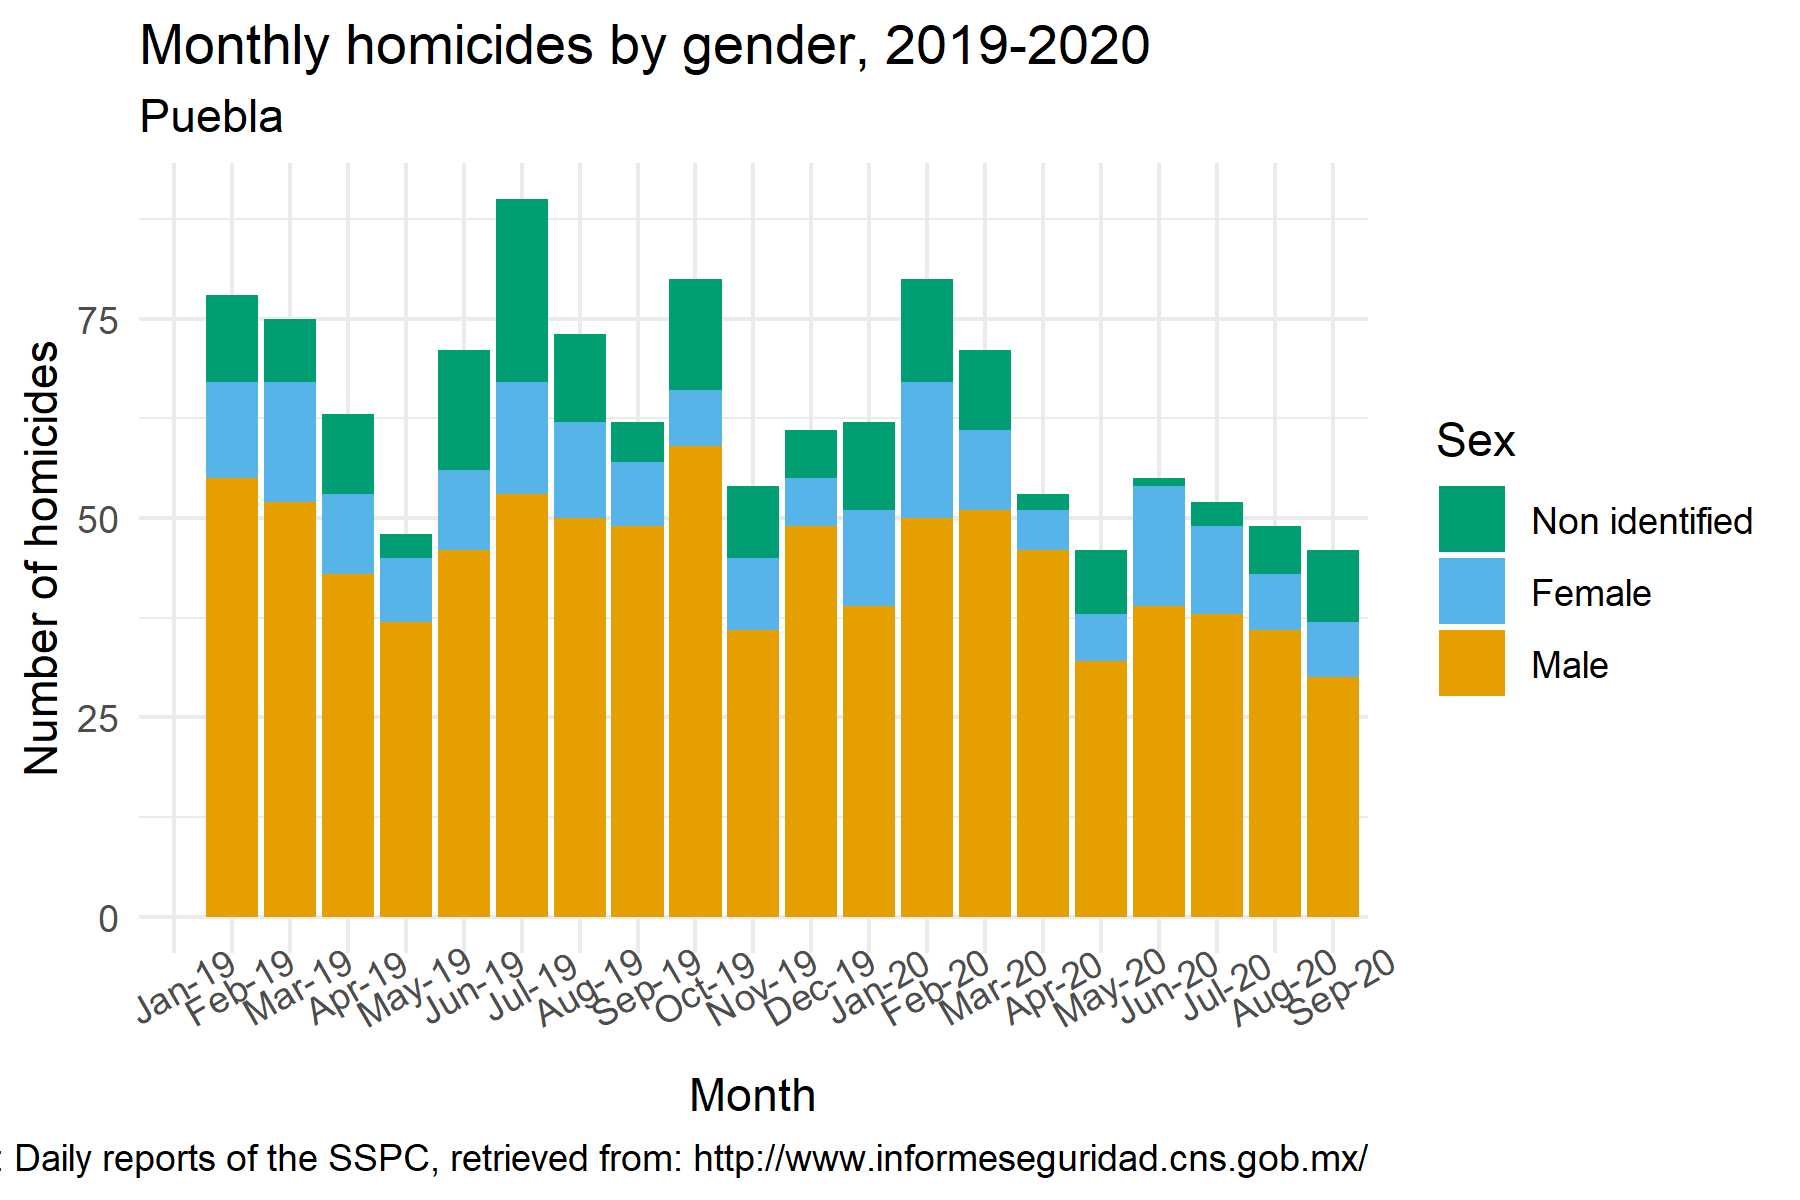 Monthly homicides by gender, 2019-2020
Puebla
Number of homicides
75
50
25
0
Sex
Non identified
Female
Male
Jan-19
Feb-19
Mar-19
Apr-19
May-19
Jun-19
Jul-19
Aug-19
Sep-19
Oct-19
Nov-19
Dec-19
Jan-20
Feb-20
Mar-20
Apr-20
May-20
Jun-20
Jul-20
Aug-20
Sep-20
Month
: Daily reports of the SSPC, retrieved from: http://www.informeseguridad.cns.gob.mx/